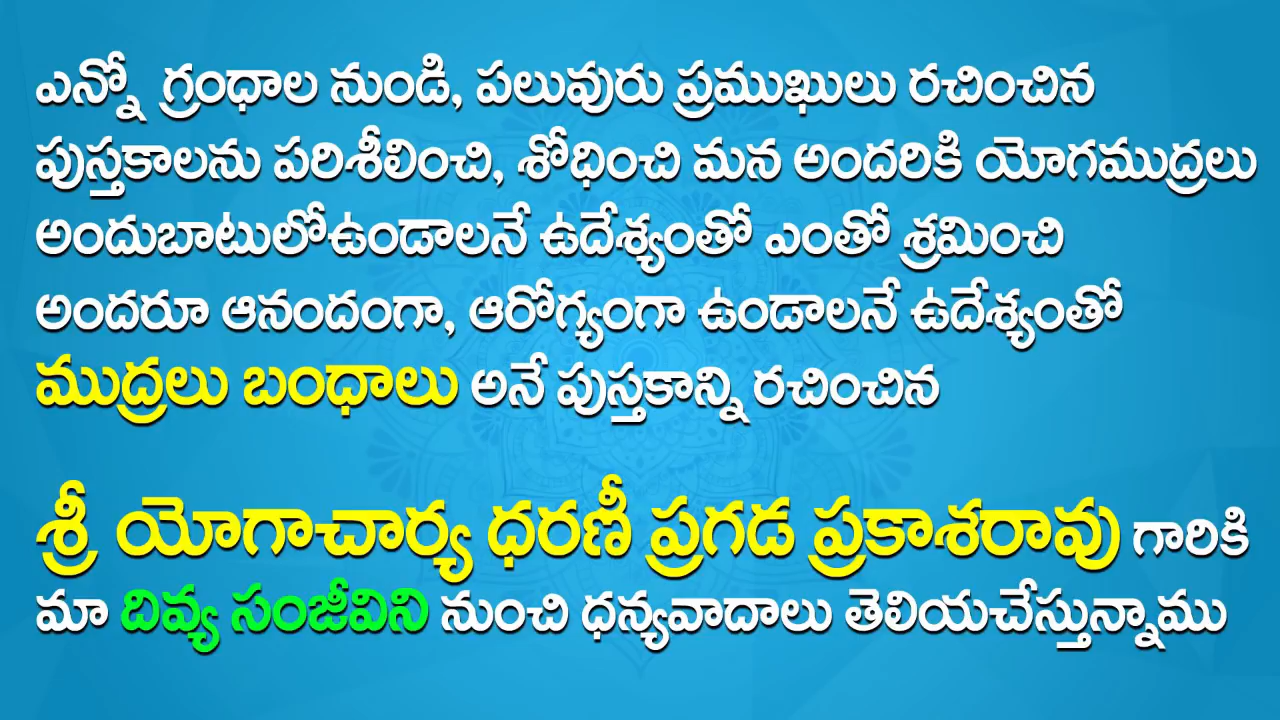 ఎన్నో గ్రంధాల నుండి, పలువురు ప్రముఖులు రచించిన
పుస్తకాలను పరిశీలించి, శోధించి మన అందరికి యోగముద్రలు
అందుబాటులోఉండాలనే ఉదేశ్యంతో ఎంతో శ్రమించి
అందరూ ఆనందంగా, ఆరోగ్యంగా ఉండాలనే ఉదేశ్యంతో
ముద్రలు బంధాలు అనే పుస్తకాన్ని రచించిన
శ్రీ యోగాచార్య ధరణీ ప్రగడ ప్రకాశరావు గారికి
మా దివ్య సంజీవిని నుంచి ధన్యవాదాలు తెలియచేస్తున్నాము